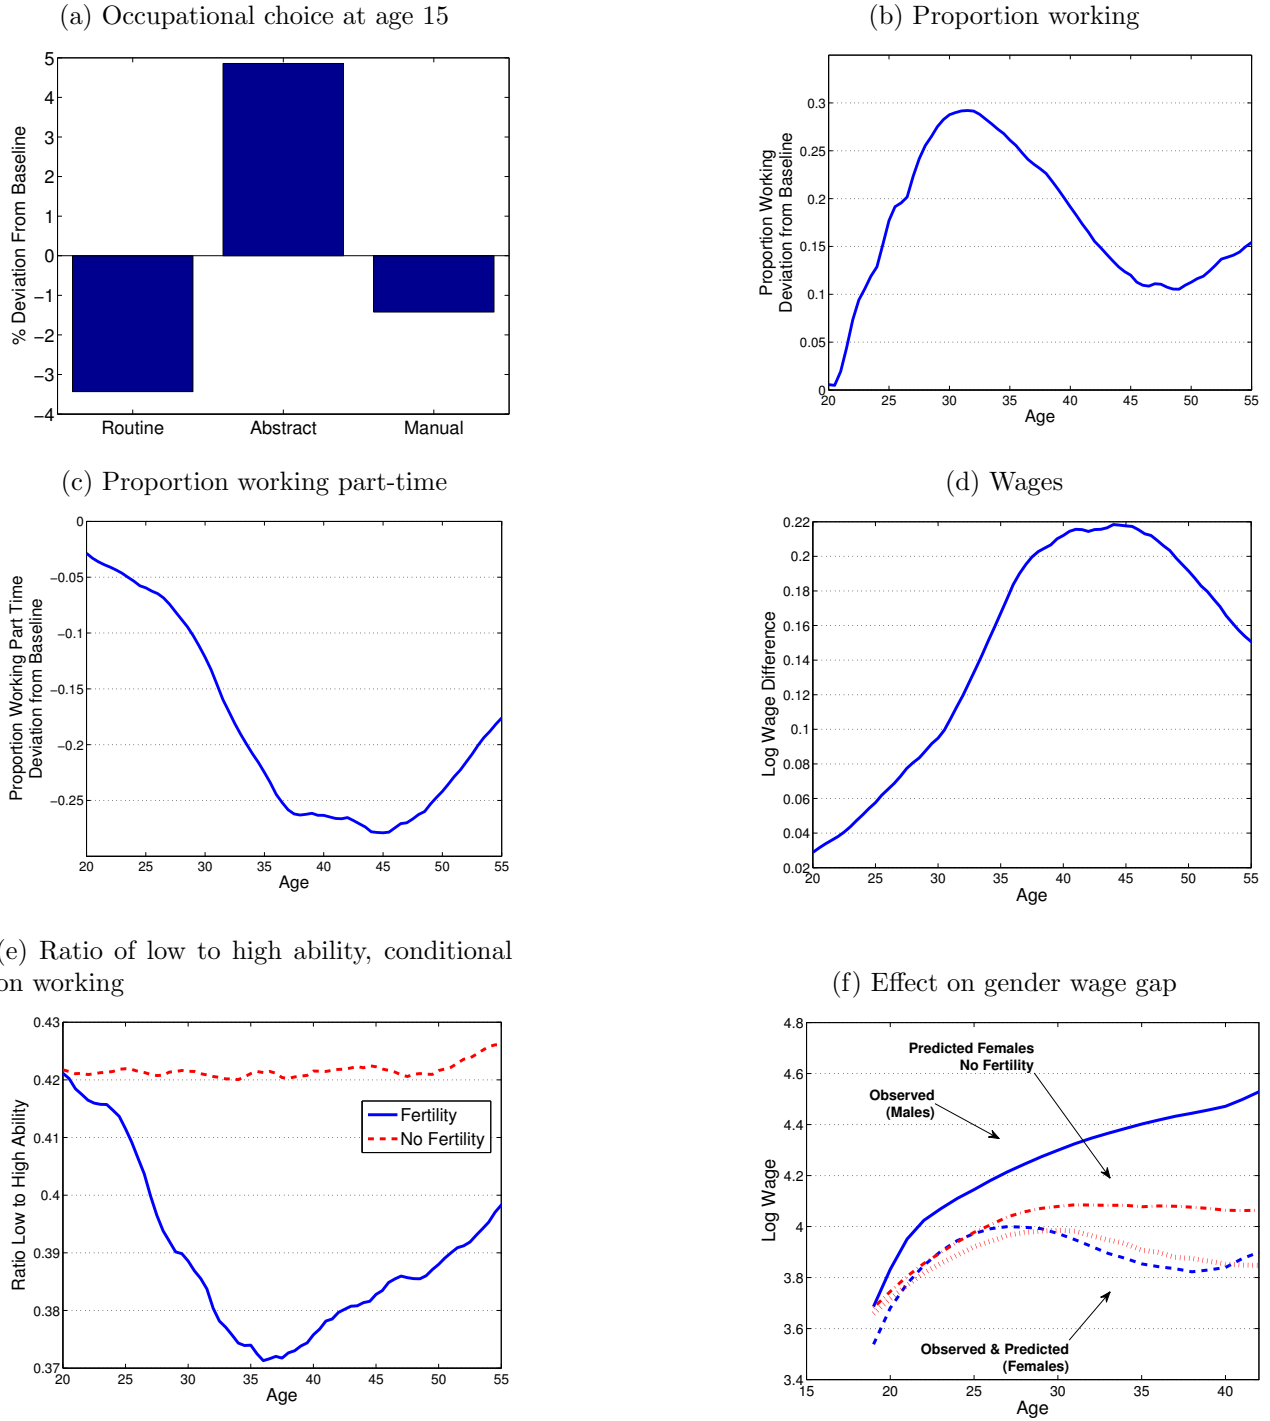 (a) Occupational choice at age 15
5
4
3
2
1
0
−1
−2
−3
−4
% Deviation From Baseline
Routine Abstract Manual
(b) Proportion working
0.3
0.25
0.2
0.15
0.1
0.05
0
Proportion Working
Deviation from Baseline
20 25 30 35 40 45 50 55
Age
(c) Proportion working part-time
0
−0.05
−0.1
−0.15
−0.2
−0.25
Proportion Working Part Time
Deviation from Baseline
20 25 30 35 40 45 50 55
Age
(d) Wages
0.22
0.2
0.18
0.16
0.14
0.12
0.1
0.08
0.06
0.04
0.02
Log Wage Difference
20 25 30 35 40 45 50 55
Age
(e) Ratio of low to high ability, conditional
on working
0.43
0.42
0.41
0.4
0.39
0.38
0.37
Ratio Low to High Ability
Fertility
No Fertility
20 25 30 35 40 45 50 55
Age
(f) Effect on gender wage gap
4.8
4.6
4.4
4.2
4
3.8
3.6
3.4
Log Wage
Predicted Females
No Fertility
Observed
(Males)
Observed & Predicted
(Females)
15 20 25 30 35 40
Age